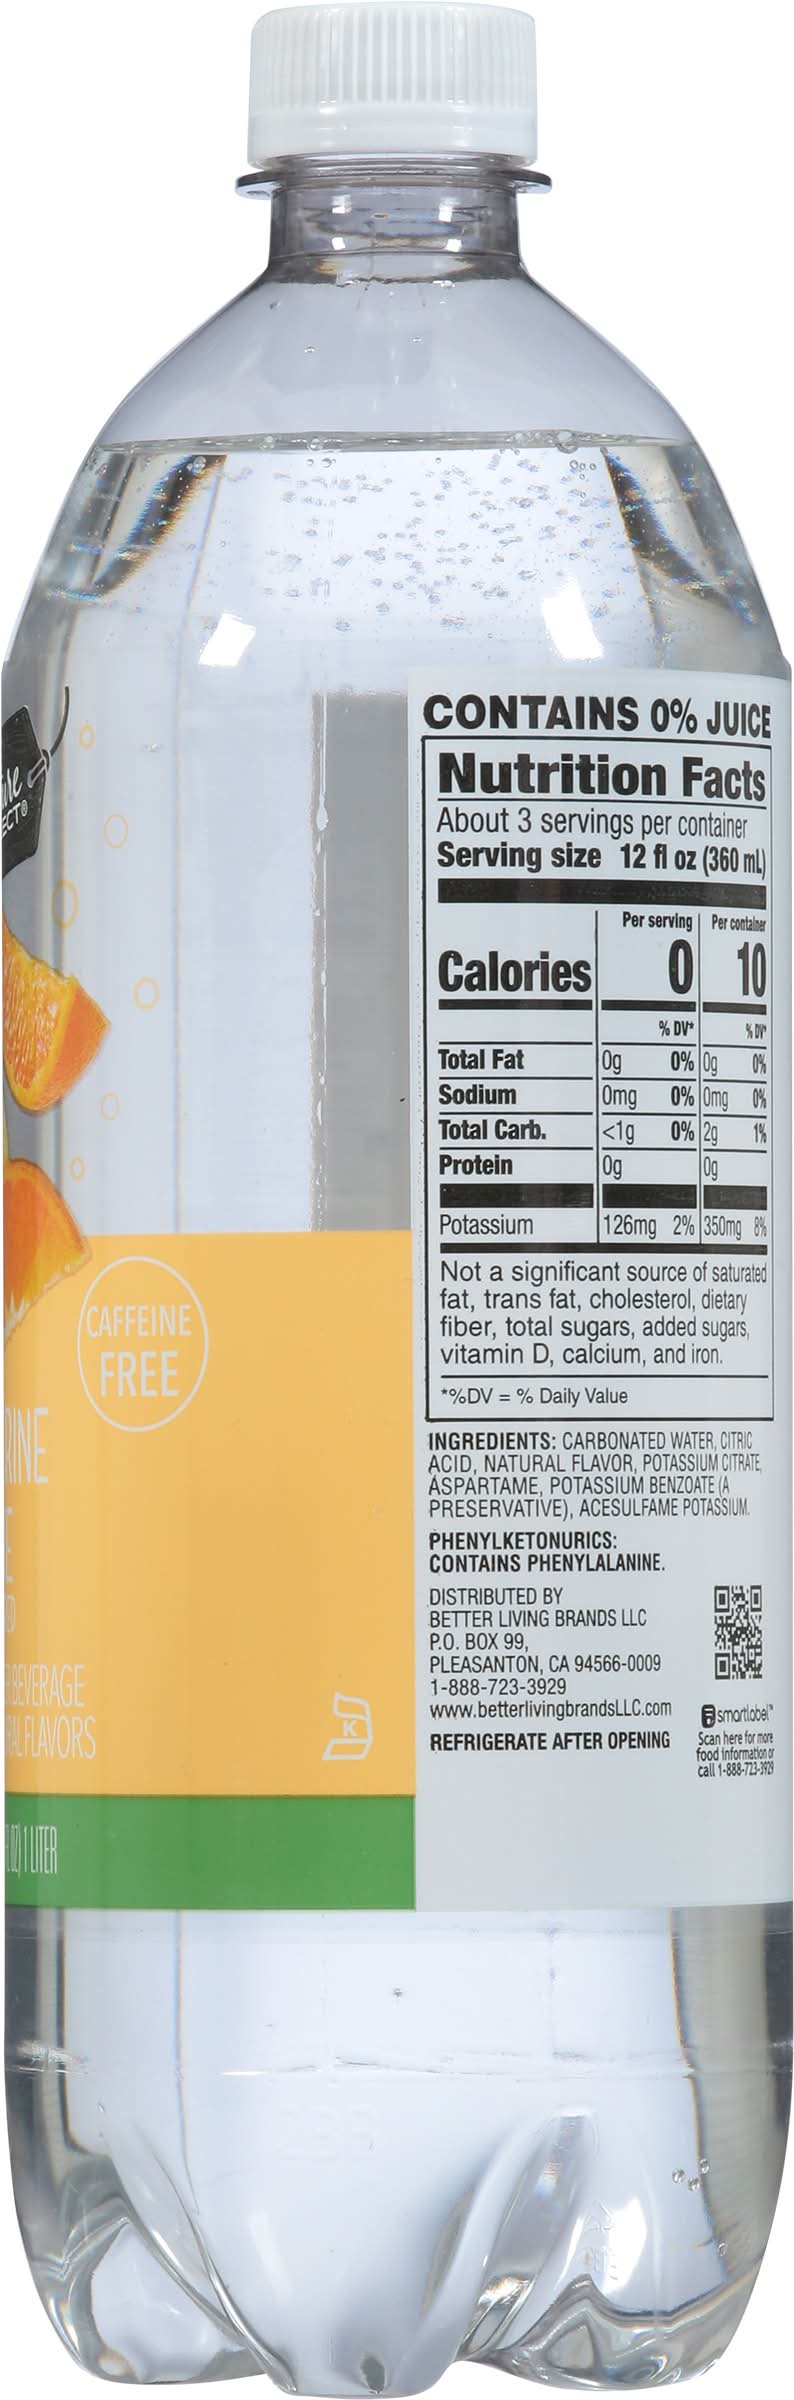 CONTAINS 0% JUICE
Nutrition Facts
About 3 servings per container
Serving size 12 fl oz (360 mL)
Per serving Per container
Calories 0 10
% DV* % DV*
Total Fat 0g 0% 0g 0%
Sodium 0mg 0% 0mg 0%
Total Carb. <1g 0% 2g 1%
Protein 0g 0g
Potassium 126mg 2% 350mg 8%
Not a significant source of saturated
fat, trans fat, cholesterol, dietary
fiber, total sugars, added sugars,
vitamin D, calcium, and iron.
*%DV = % Daily Value
INGREDIENTS: CARBONATED WATER, CITRIC
ACID, NATURAL FLAVOR, POTASSIUM CITRATE,
ASPARTAME, POTASSIUM BENZOATE (A
PRESERVATIVE), ACESULFAME POTASSIUM.
PHENYLKETONURICS:
CONTAINS PHENYLALANINE.
DISTRIBUTED BY
BETTER LIVING BRANDS LLC
P.O. BOX 99,
PLEASANTON, CA 94566-0009
1-888-723-3929
www.betterlivingbrandsLLC.com
REFRIGERATE AFTER OPENING
smartlabel™
Scan here for more
food information or
call 1-888-723-3929
CAFFEINE
FREE
BEVERAGE
FLAVORS
K
1 LITER